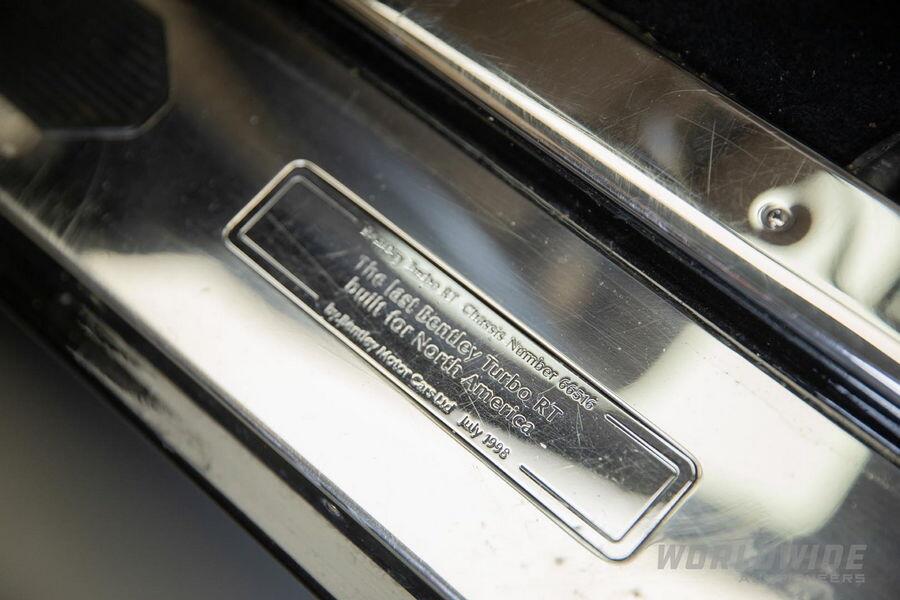 Bentley Turbo RT Chassis Number 66516
The last Bentley Turbo RT
built for North America
by Bentley Motor Cars Ltd July 1998
WORLDWIDE
AUCTIONEERS